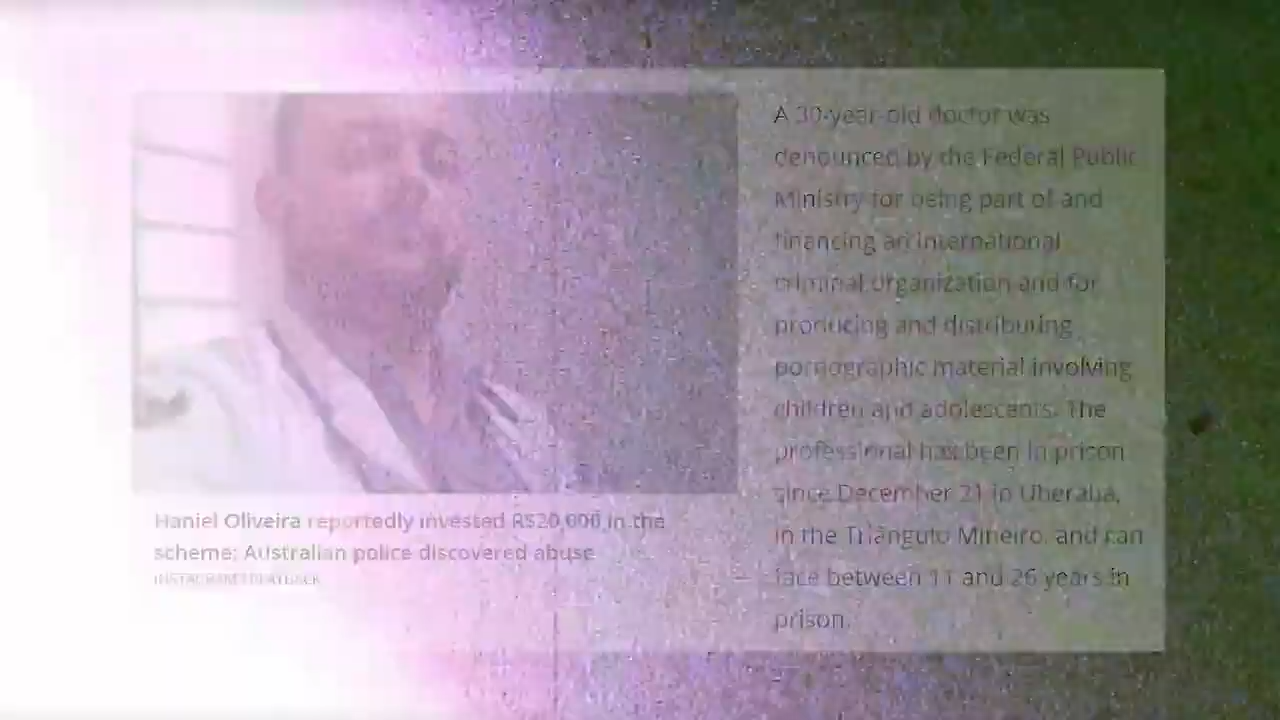 A 30-year-old doctor was
denounced by the Federal Public
Ministry for being part of and
financing an international
criminal organization and for
producing and distributing
pornographic material involving
children and adolescents. The
professional has been in prison
since December 21 in Uberaba,
in the Triângulo Mineiro, and can
face between 11 and 26 years in
prison.
Haniel Oliveira reportedly invested R$20,000 in the
scheme; Australian police discovered abuse
INSTAGRAM/PLAYBACK